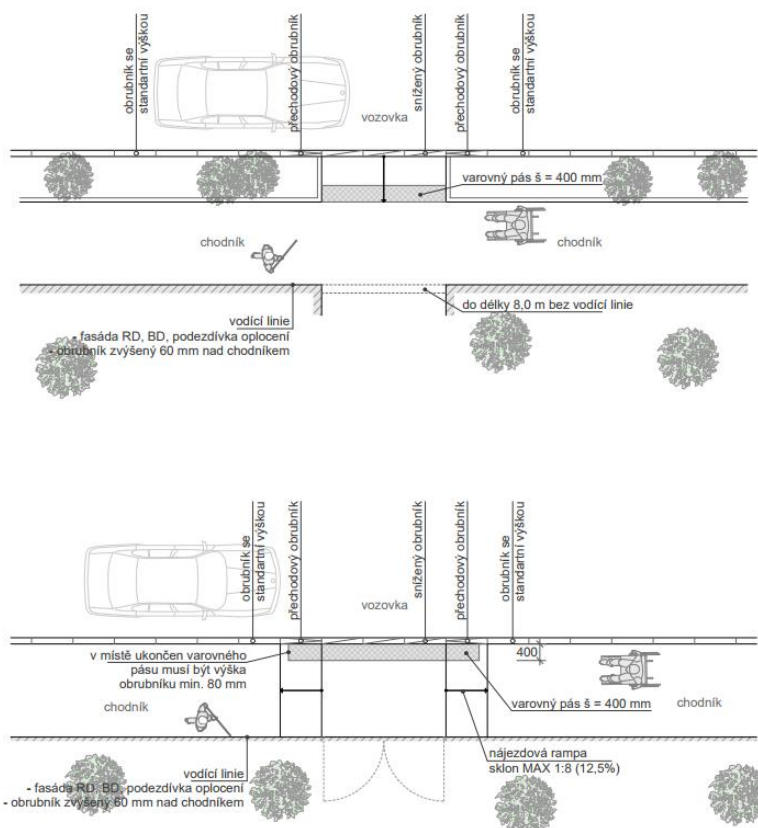 obrubník se
standartní výškou
přechodový obrubník
snížený obrubník
přechodový obrubník
obrubník se
standartní výškou
vozovka
varovný pás š = 400 mm
chodník
chodník
do délky 8,0 m bez vodící linie
vodící linie
- fasáda RD, BD, podezdívka oplocení
- obrubník zvýšený 60 mm nad chodníkem
obrubník se
standartní výškou
přechodový obrubník
snížený obrubník
přechodový obrubník
obrubník se
standartní výškou
vozovka
v místě ukončen varovného
pásu musí být výška
obrubníku min. 80 mm
400
varovný pás š = 400 mm
chodník
chodník
nájezdová rampa
sklon MAX 1:8 (12,5%)
vodící linie
- fasáda RD, BD, podezdívka oplocení
- obrubník zvýšený 60 mm nad chodníkem